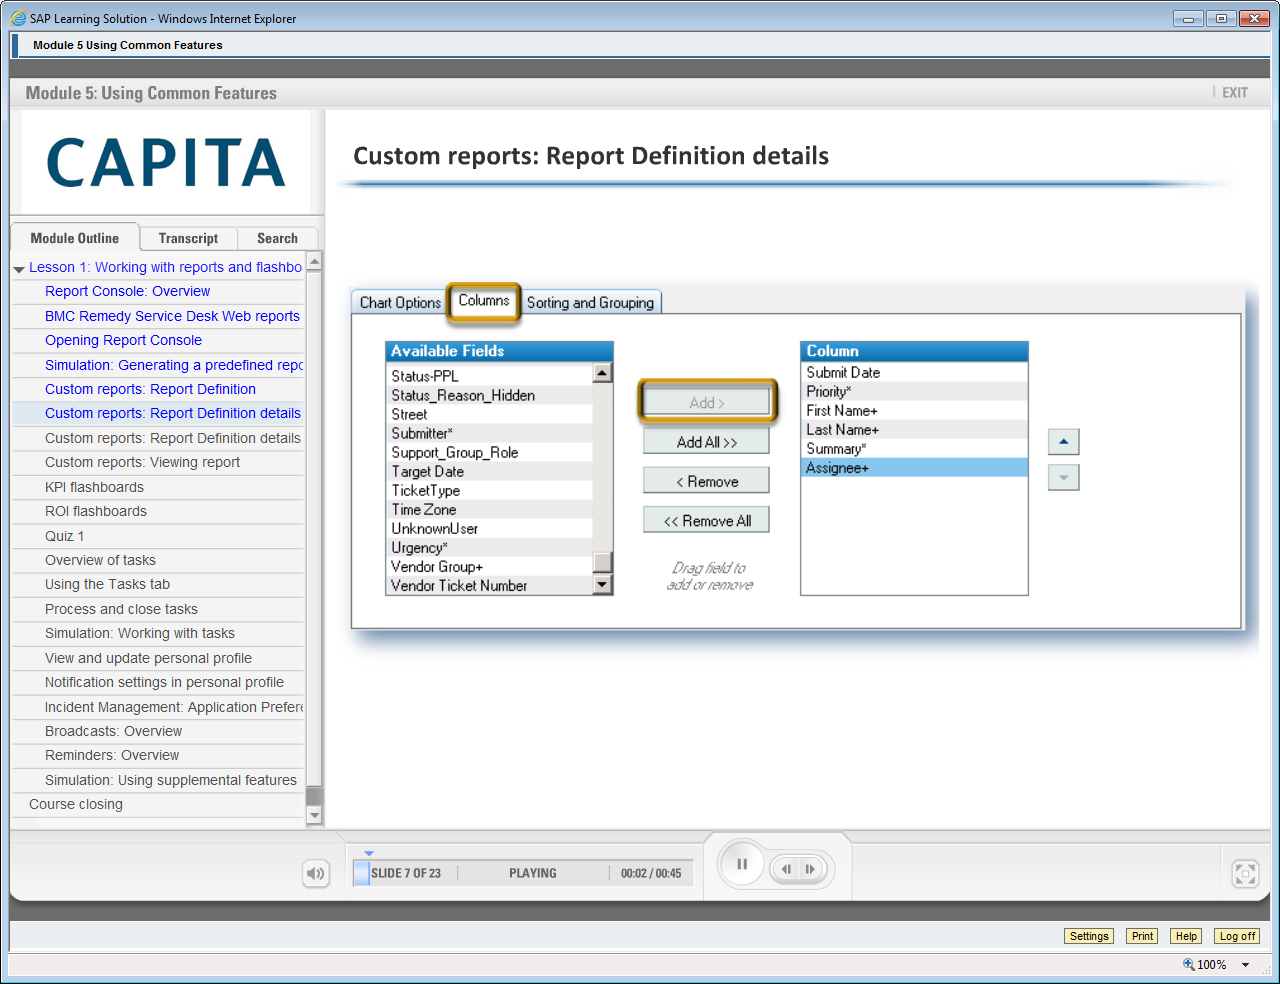 SAP Learning Solution - Windows Internet Explorer
Module 5 Using Common Features
Module 5: Using Common Features
EXIT
CAPITA
Custom reports: Report Definition details
Module Outline
Transcript
Search
Lesson 1: Working with reports and flashbo
Report Console: Overview
BMC Remedy Service Desk Web reports
Opening Report Console
Simulation: Generating a predefined repo
Custom reports: Report Definition
Custom reports: Report Definition details
Custom reports: Report Definition details
Custom reports: Viewing report
KPI flashboards
ROI flashboards
Quiz 1
Overview of tasks
Using the Tasks tab
Process and close tasks
Simulation: Working with tasks
View and update personal profile
Notification settings in personal profile
Incident Management: Application Prefere
Broadcasts: Overview
Reminders: Overview
Simulation: Using supplemental features
Course closing
Chart Options
Columns
Sorting and Grouping
Available Fields
Status-PPL
Status_Reason_Hidden
Street
Submitter*
Support_Group_Role
Target Date
TicketType
Time Zone
UnknownUser
Urgency*
Vendor Group+
Vendor Ticket Number
Add >
Add All >>
< Remove
<< Remove All
Drag field to
add or remove
Column
Submit Date
Priority*
First Name+
Last Name+
Summary*
Assignee+
SLIDE 7 OF 23
PLAYING
00:02 / 00:45
Settings
Print
Help
Log off
100%